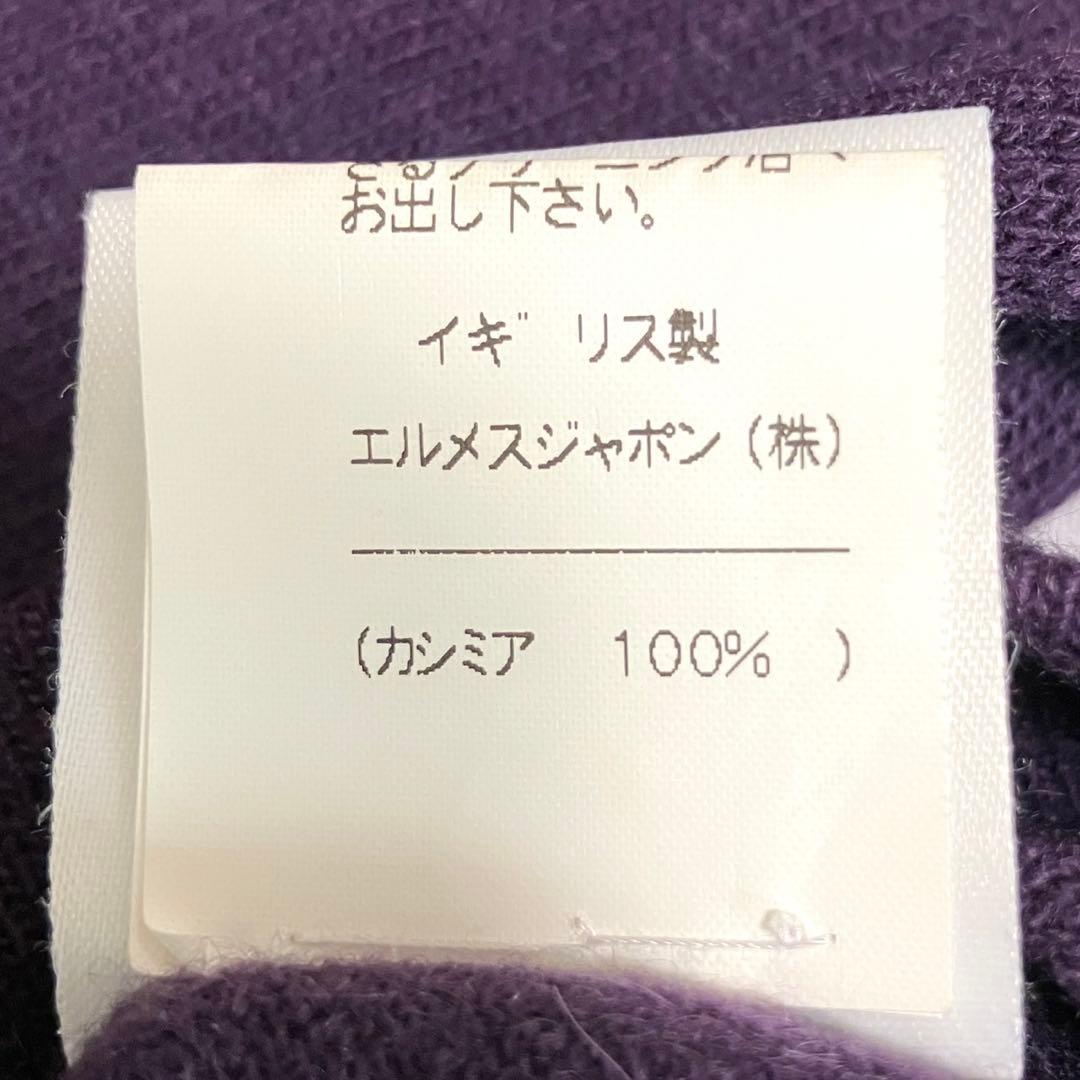 お出し下さい。
イギリス製
エルメスジャポン(株)
(カシミア 100% )